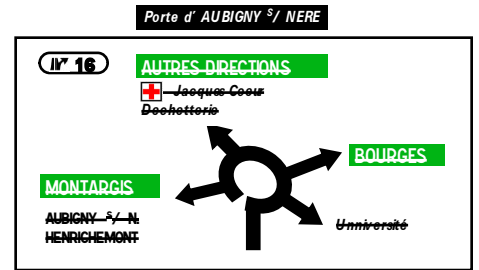 Porte d' AUBIGNY S/ NERE
N° 16
AUTRES DIRECTIONS
Jacques Coeur
Dechetterie
BOURGES
MONTARGIS
AUBIGNY S/ N.
HENRICHEMONT
Unniversité